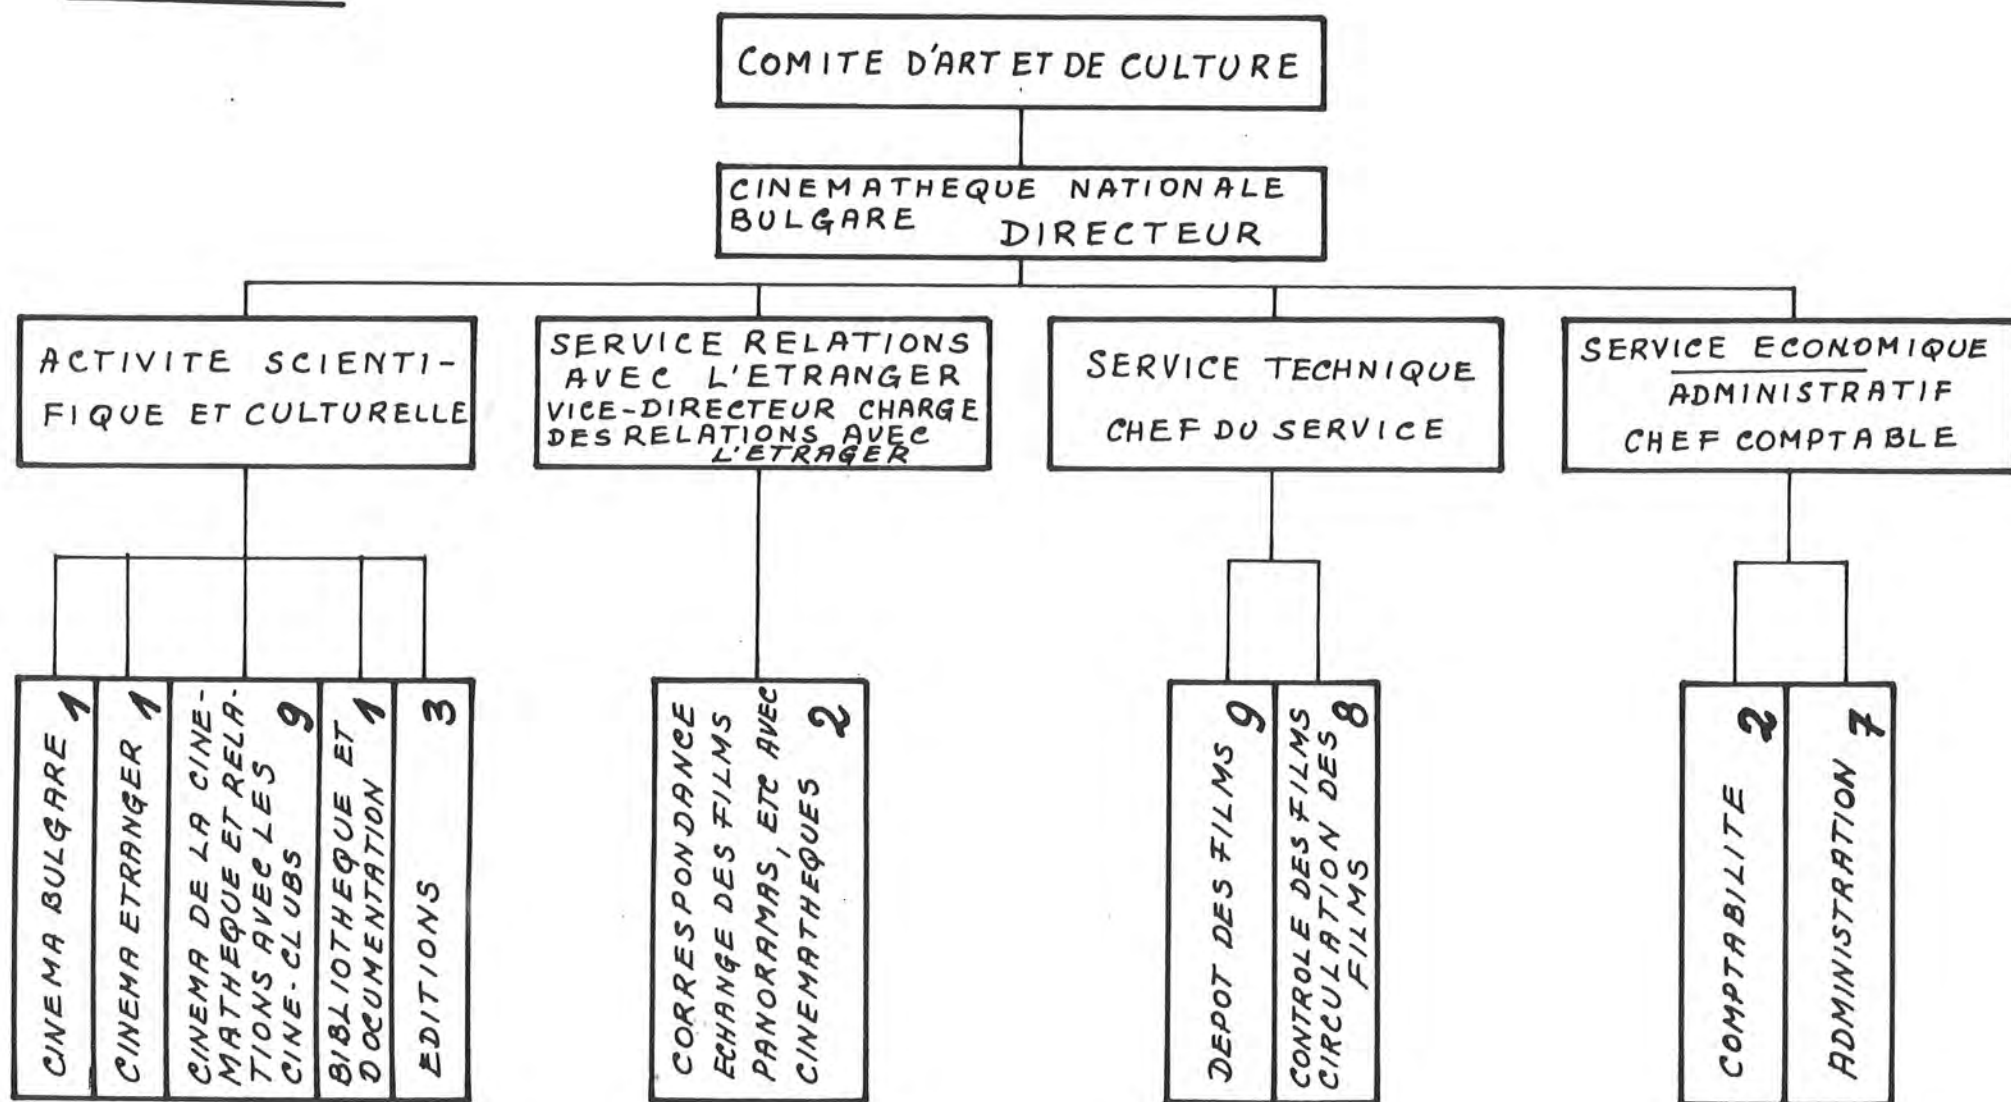 COMITE D'ART ET DE CULTURE
CINEMATHEQUE NATIONALE
BULGARE DIRECTEUR
ACTIVITE SCIENTI-
FIQUE ET CULTURELLE
SERVICE RELATIONS
AVEC L'ETRANGER
VICE-DIRECTEUR CHARGE
DES RELATIONS AVEC
L'ETRAGER
SERVICE TECHNIQUE
CHEF DU SERVICE
SERVICE ECONOMIQUE
ADMINISTRATIF
CHEF COMPTABLE
CINEMA BULGARE 1
CINEMA ETRANGER 1
CINEMA DE LA CINE-
MATHEQUE ET RELA-
TIONS AVEC LES
CINE-CLUBS 9
BIBLIOTHEQUE ET
DOCUMENTATION 1
EDITIONS 3
CORRESPONDANCE
ECHANGE DES FILMS
PANORAMAS, ETC AVEC
CINEMATHEQUES 2
DEPOT DES FILMS 9
CONTROLE DES FILMS
CIRCULATION DES
FILMS 8
COMPTABILITE 2
ADMINISTRATION 7